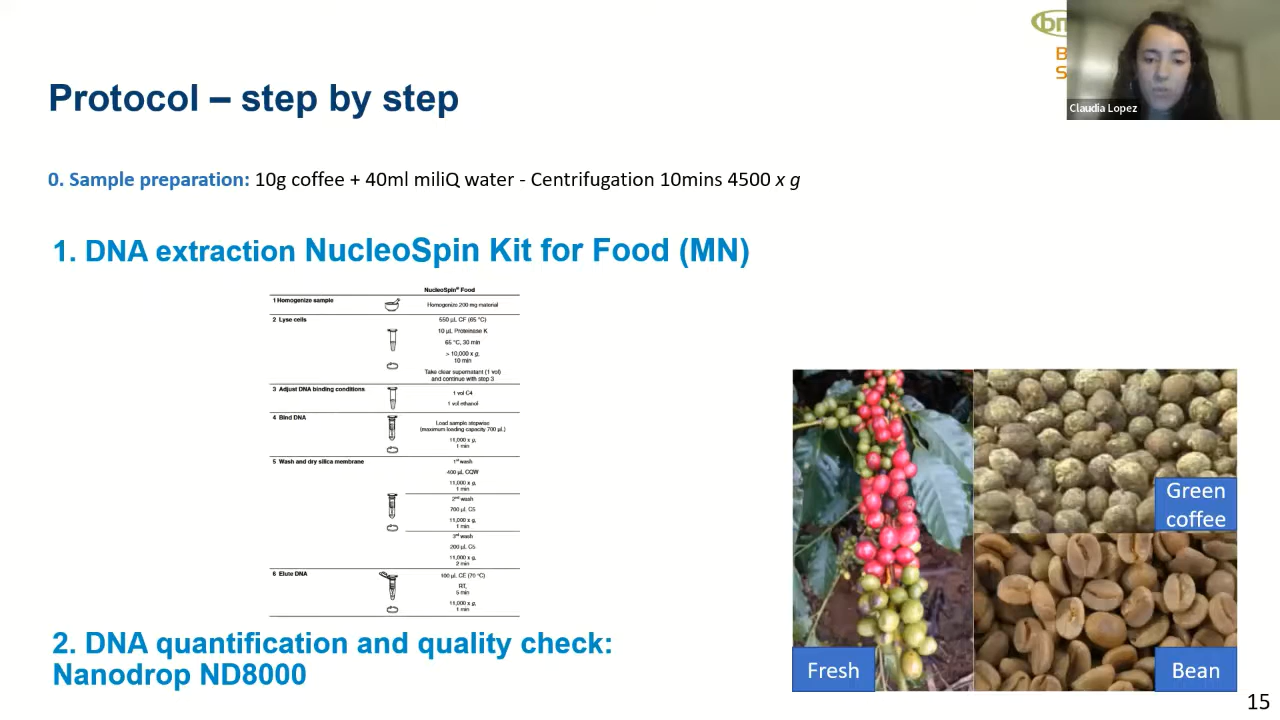 bm
B
S
Claudia Lopez
Protocol – step by step
0. Sample preparation: 10g coffee + 40ml miliQ water - Centrifugation 10mins 4500 x g
1. DNA extraction NucleoSpin Kit for Food (MN)
NucleoSpin® Food
1 Homogenize sample
Homogenize 200 mg material
2 Lyse cells
550 µL CF (65 °C)
10 µL Proteinase K
65 °C, 30 min
> 10,000 x g,
10 min
Take clear supernatant (1 vol)
and continue with step 3
3 Adjust DNA binding conditions
1 vol C4
1 vol ethanol
4 Bind DNA
Load sample stepwise
(maximum loading capacity 700 µL)
11,000 x g,
1 min
5 Wash and dry silica membrane
1st wash
400 µL CQW
11,000 x g,
1 min
2nd wash
700 µL C5
11,000 x g,
1 min
3rd wash
200 µL C5
11,000 x g,
2 min
6 Elute DNA
100 µL CE (70 °C)
RT,
5 min
11,000 x g,
1 min
2. DNA quantification and quality check:
Nanodrop ND8000
Fresh
Green
coffee
Bean
15